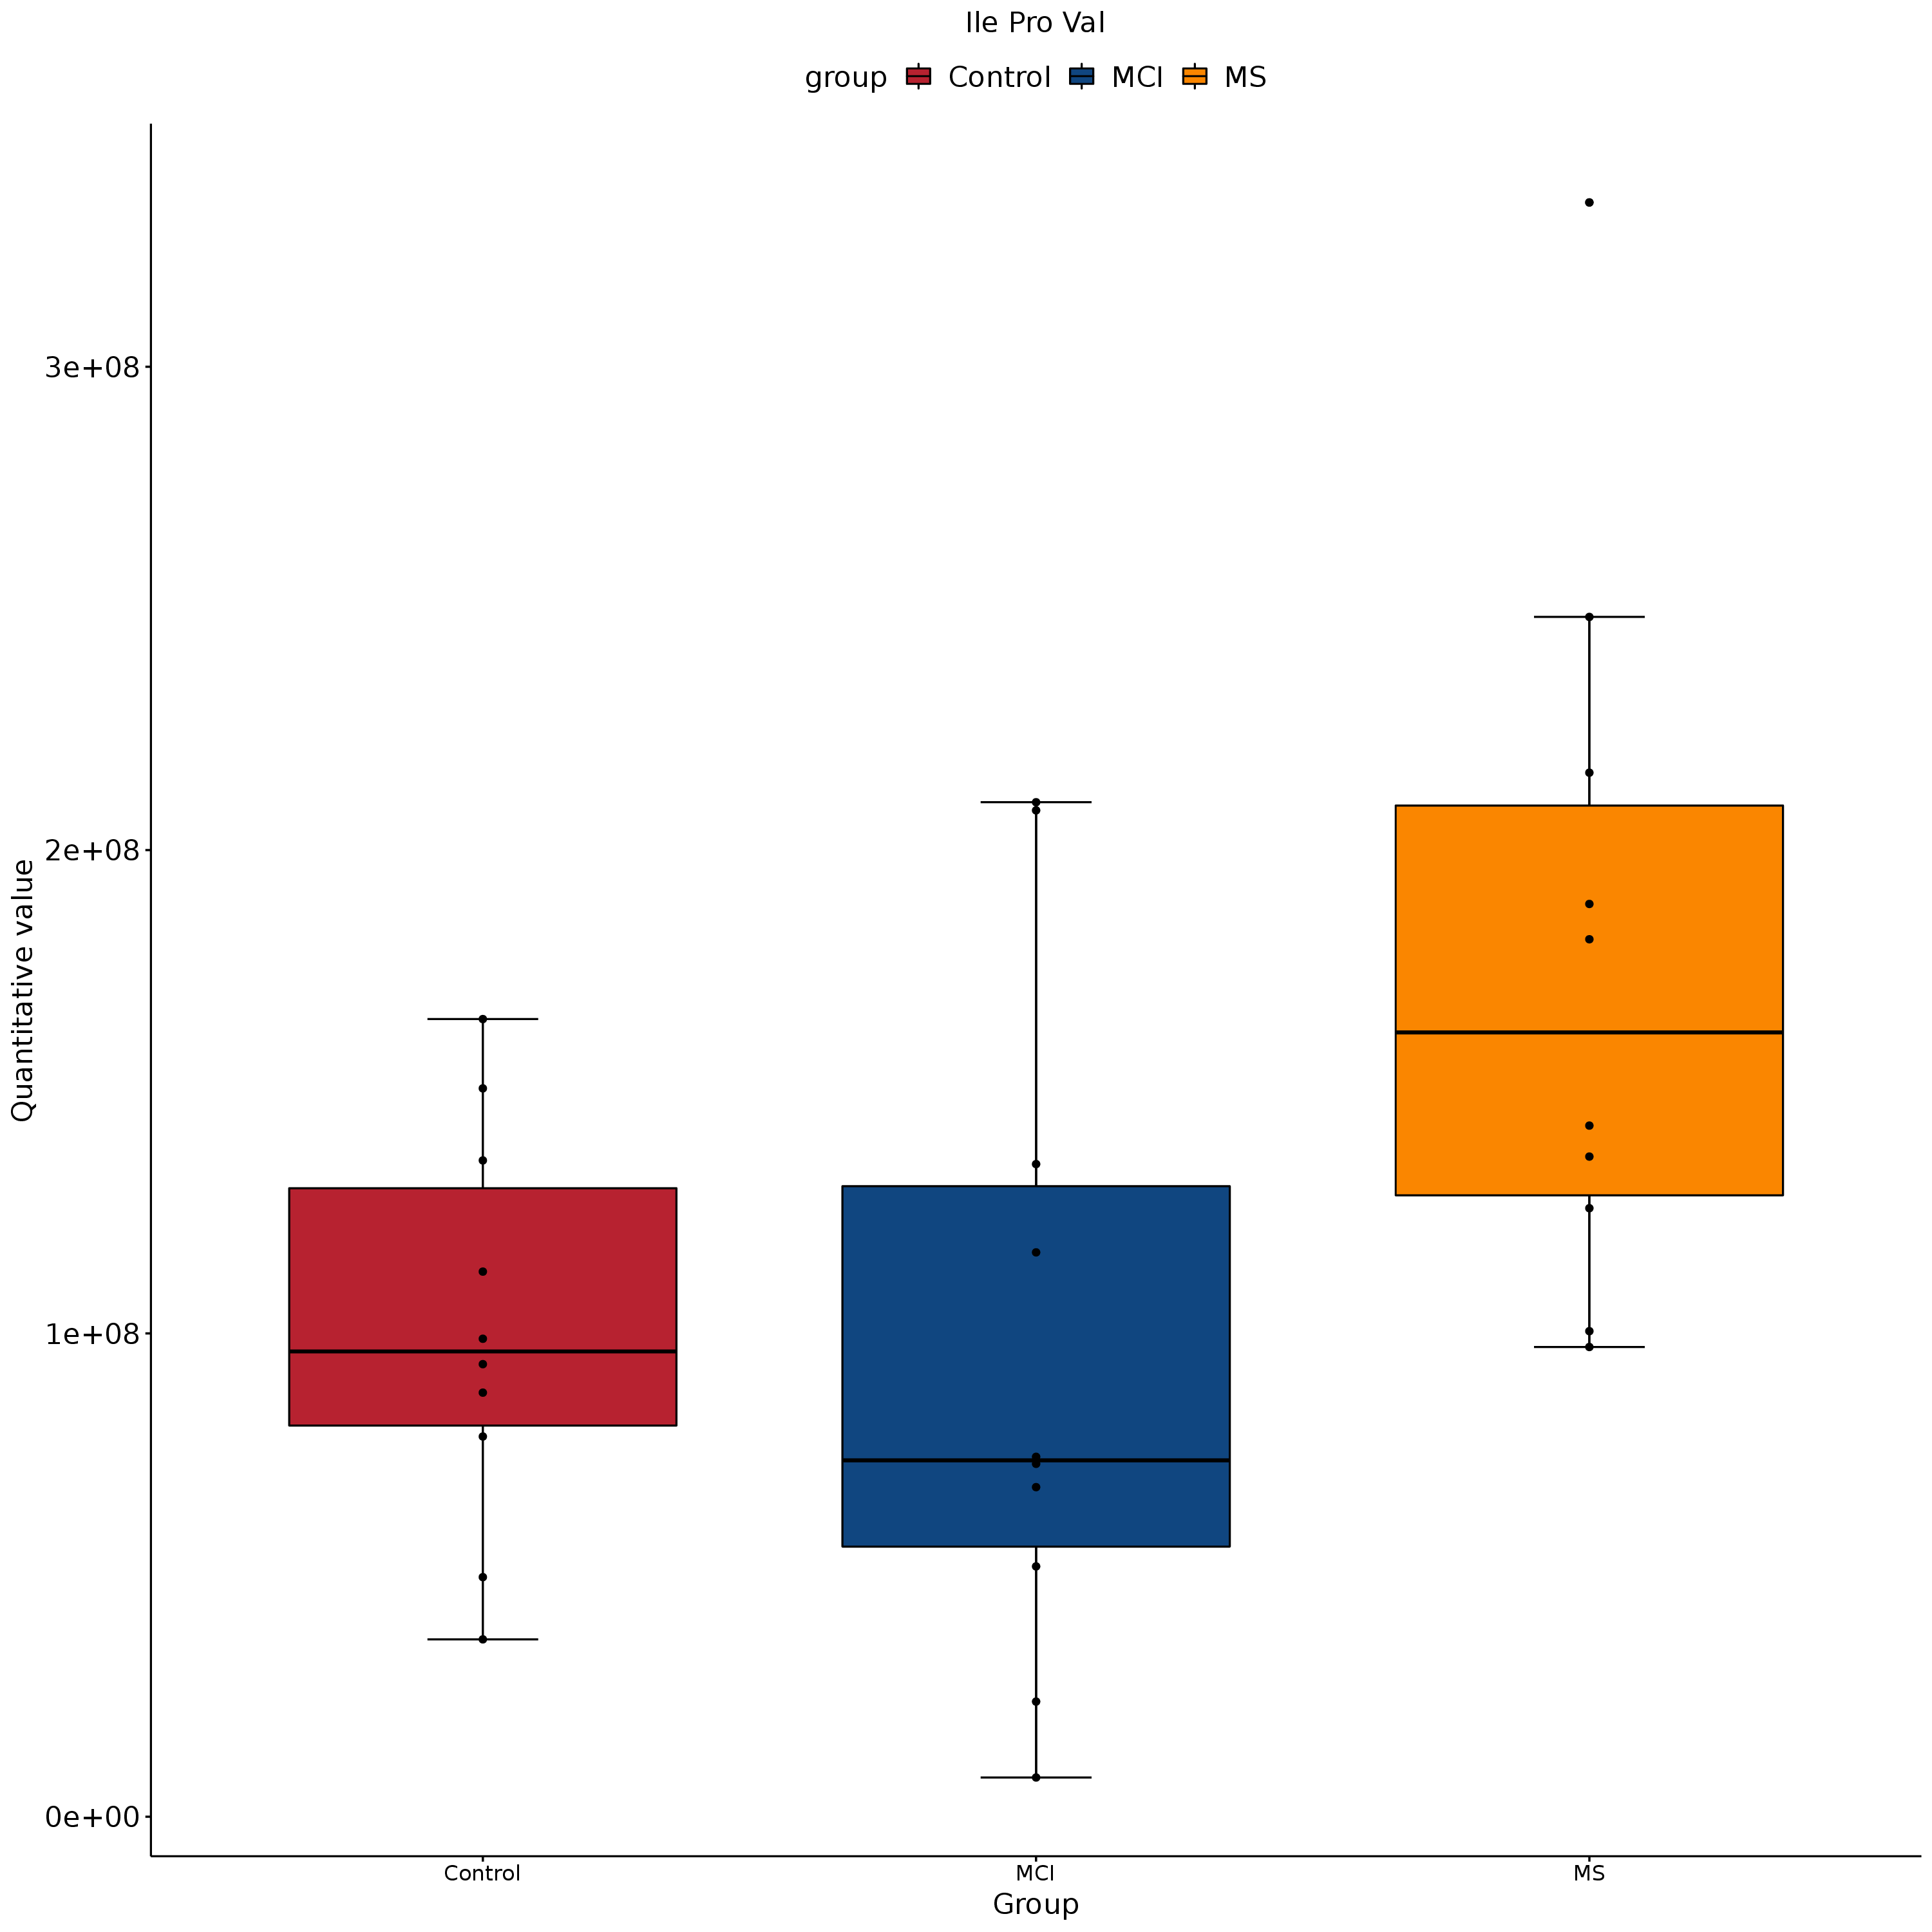 Ile Pro Val
group Control MCI MS
Quantitative value
3e+08
2e+08
1e+08
0e+00
Control MCI MS
Group